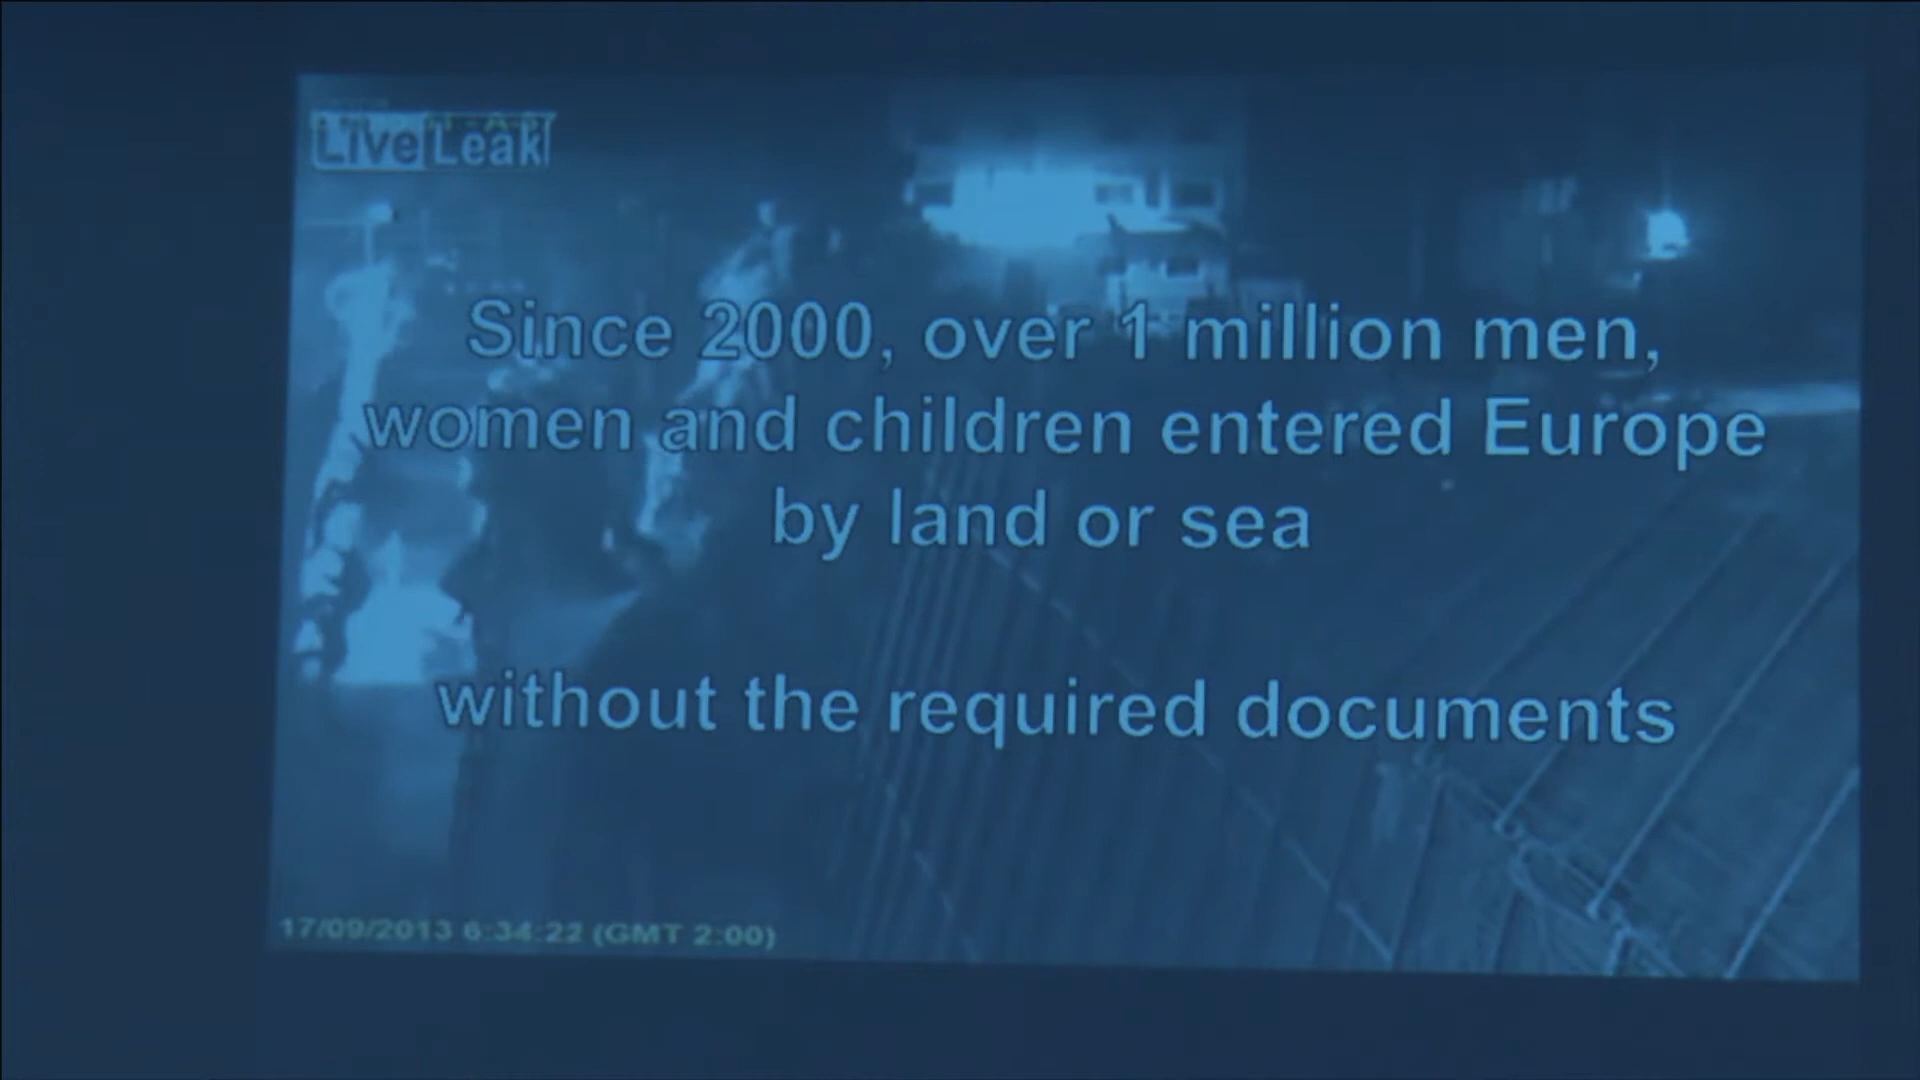 LiveLeak
Since 2000, over 1 million men,
women and children entered Europe
by land or sea
without the required documents
17/09/2013 6:34:22 (GMT 2:00)